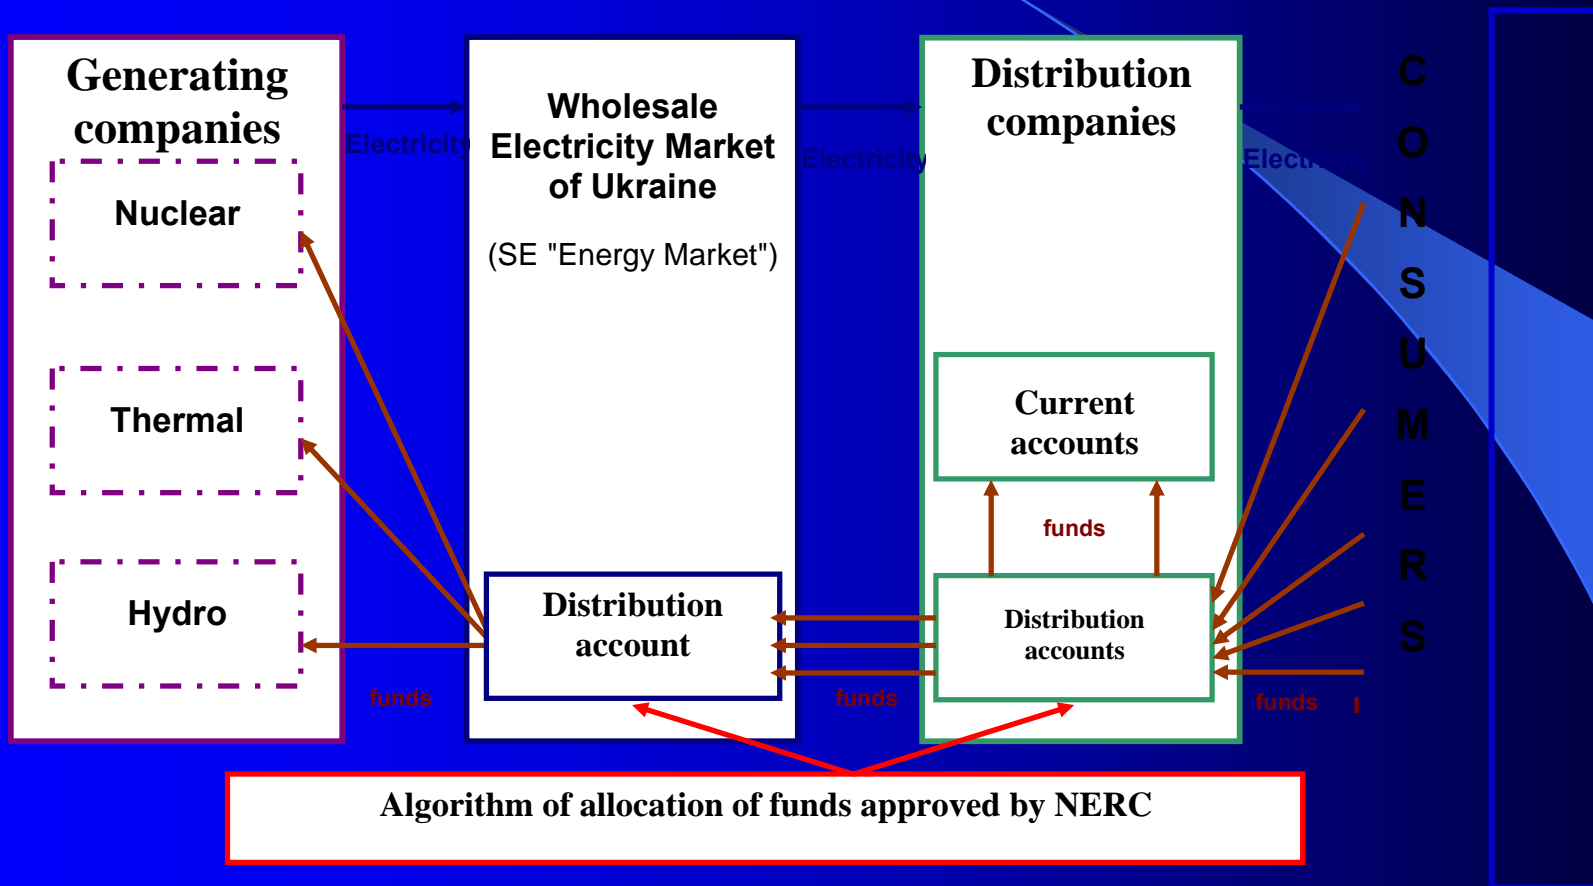 Generating
companies
Nuclear
Thermal
Hydro
Electricity
Wholesale
Electricity Market
of Ukraine
(SE "Energy Market")
Distribution
account
funds
Electricity
Distribution
companies
Current
accounts
funds
Distribution
accounts
funds
Electricity
funds
C
O
N
S
U
M
E
R
S
Algorithm of allocation of funds approved by NERC